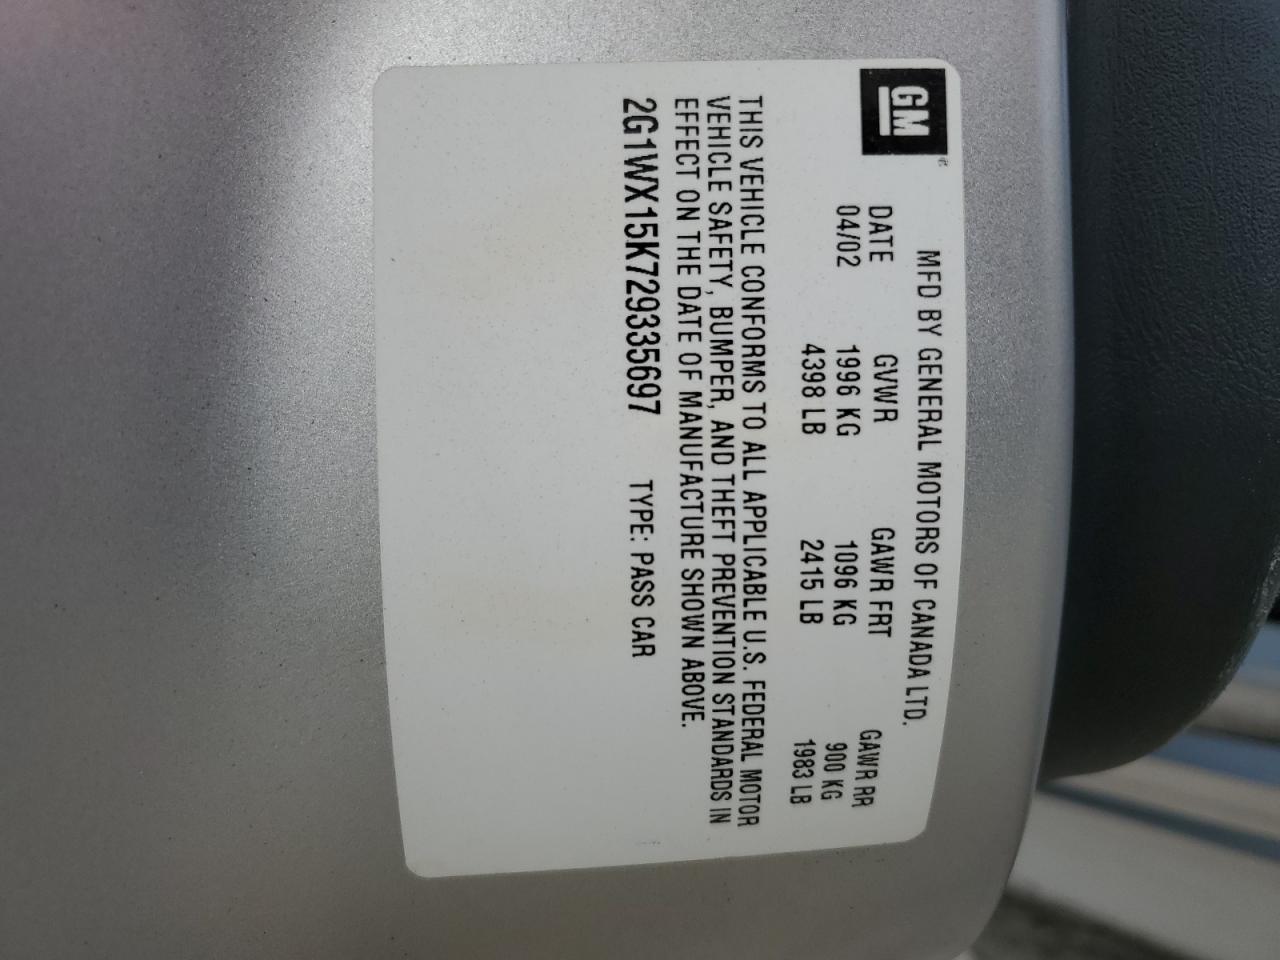 GM
MFD BY GENERAL MOTORS OF CANADA LTD.
DATE GVWR GAWR FRT GAWR RR
04/02 1996 KG 1096 KG 900 KG
4398 LB 2415 LB 1983 LB
THIS VEHICLE CONFORMS TO ALL APPLICABLE U.S. FEDERAL MOTOR
VEHICLE SAFETY, BUMPER, AND THEFT PREVENTION STANDARDS IN
EFFECT ON THE DATE OF MANUFACTURE SHOWN ABOVE.
2G1WX15K729335697 TYPE: PASS CAR